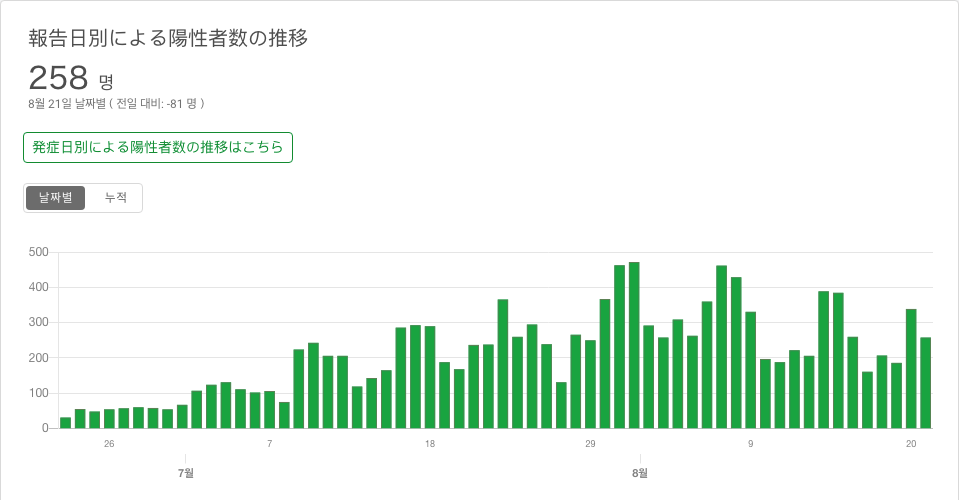 報告日別による陽性者数の推移
258 명
8월 21일 날짜별 ( 전일 대비: -81 명 )
発症日別による陽性者数の推移はこちら
날짜별 누적
500
400
300
200
100
0
26 7 18 29 9 20
7월 8월